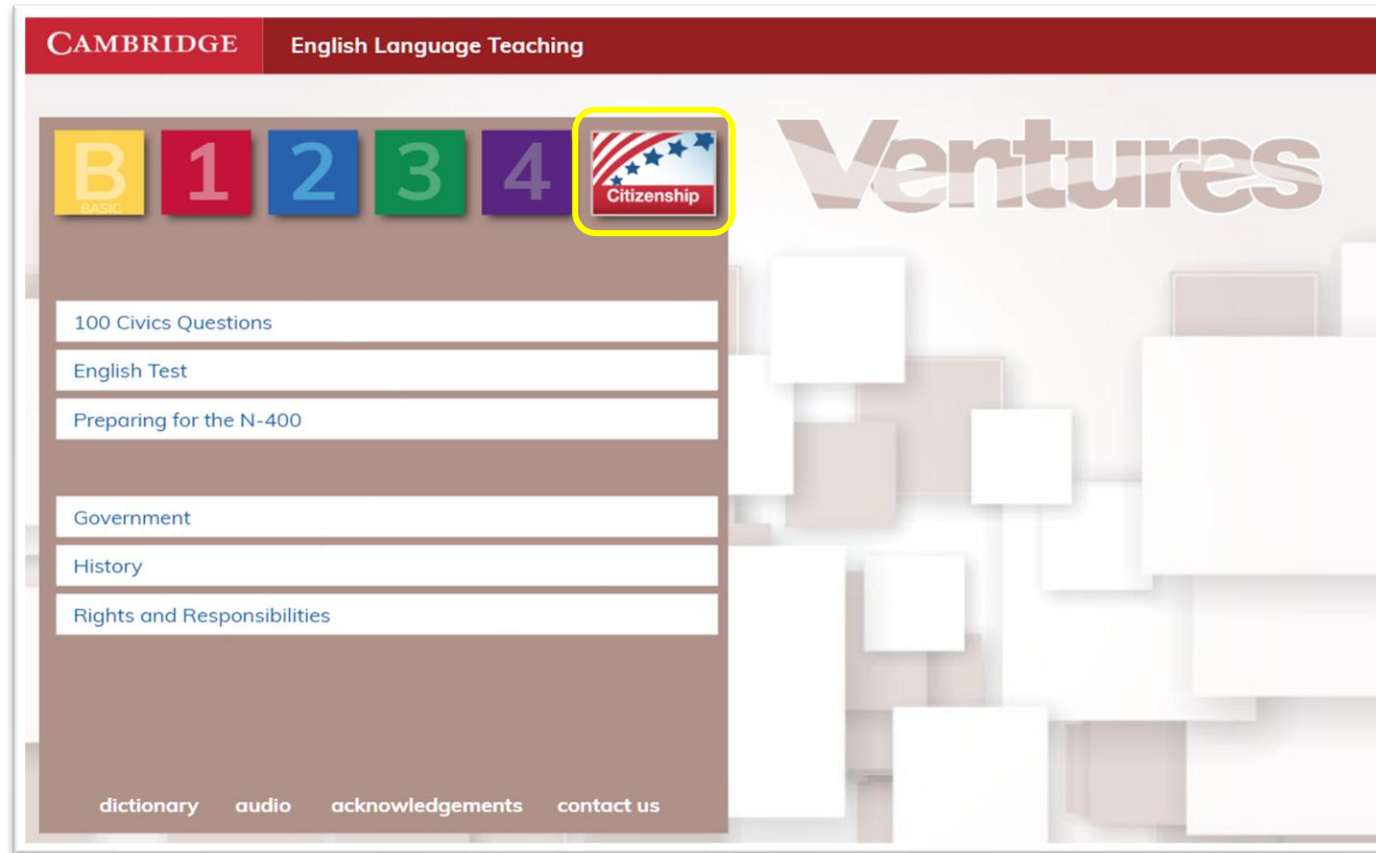 CAMBRIDGE English Language Teaching
B 1 2 3 4
BASIC
Citizenship
Ventures
100 Civics Questions
English Test
Preparing for the N-400
Government
History
Rights and Responsibilities
dictionary audio acknowledgements contact us